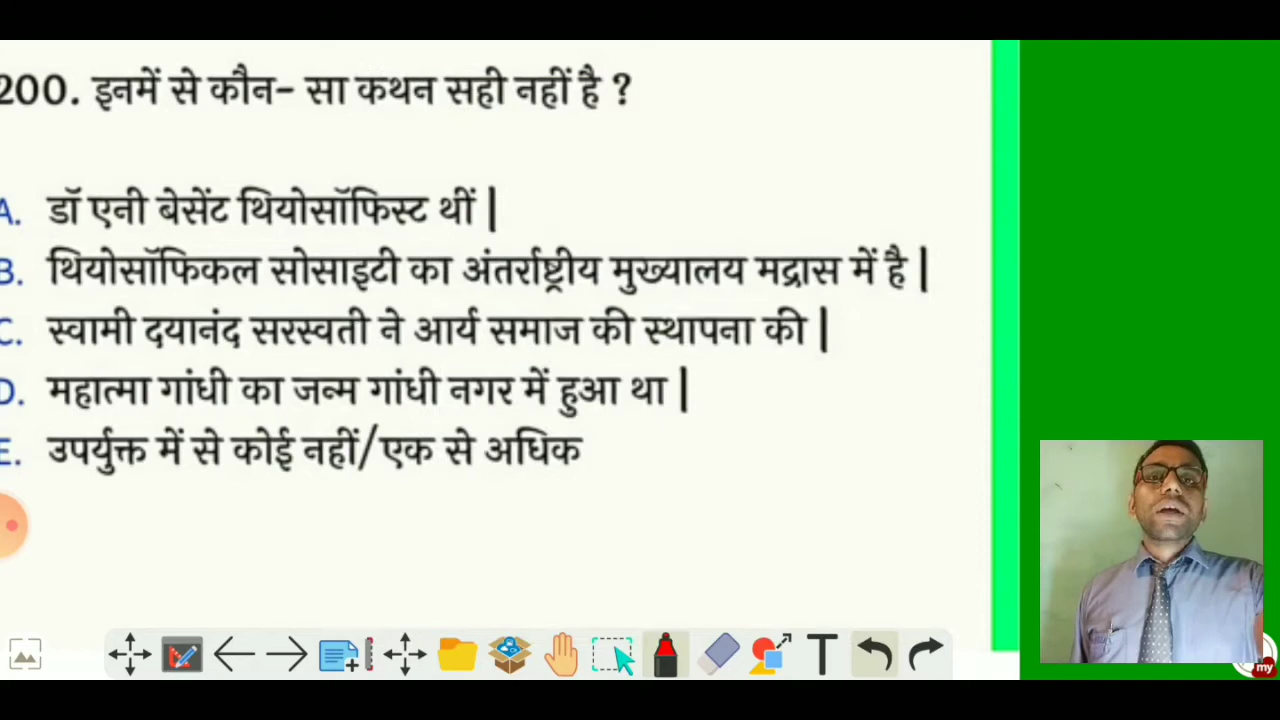 200. इनमें से कौन- सा कथन सही नहीं है ?
A. डॉ एनी बेसेंट थियोसॉफिस्ट थीं |
B. थियोसॉफिकल सोसाइटी का अंतर्राष्ट्रीय मुख्यालय मद्रास में है |
C. स्वामी दयानंद सरस्वती ने आर्य समाज की स्थापना की |
D. महात्मा गांधी का जन्म गांधी नगर में हुआ था |
E. उपर्युक्त में से कोई नहीं/एक से अधिक
T
my